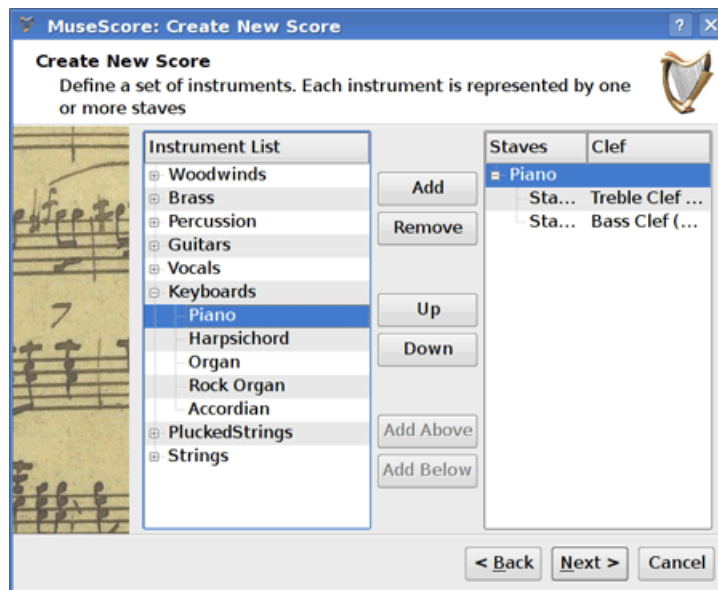 MuseScore: Create New Score
Create New Score
Define a set of instruments. Each instrument is represented by one
or more staves
Instrument List
Woodwinds
Brass
Percussion
Guitars
Vocals
Keyboards
Piano
Harpsichord
Organ
Rock Organ
Accordian
PluckedStrings
Strings
Add
Remove
Up
Down
Add Above
Add Below
Staves Clef
Piano
Sta... Treble Clef ...
Sta... Bass Clef (...
7
< Back Next > Cancel